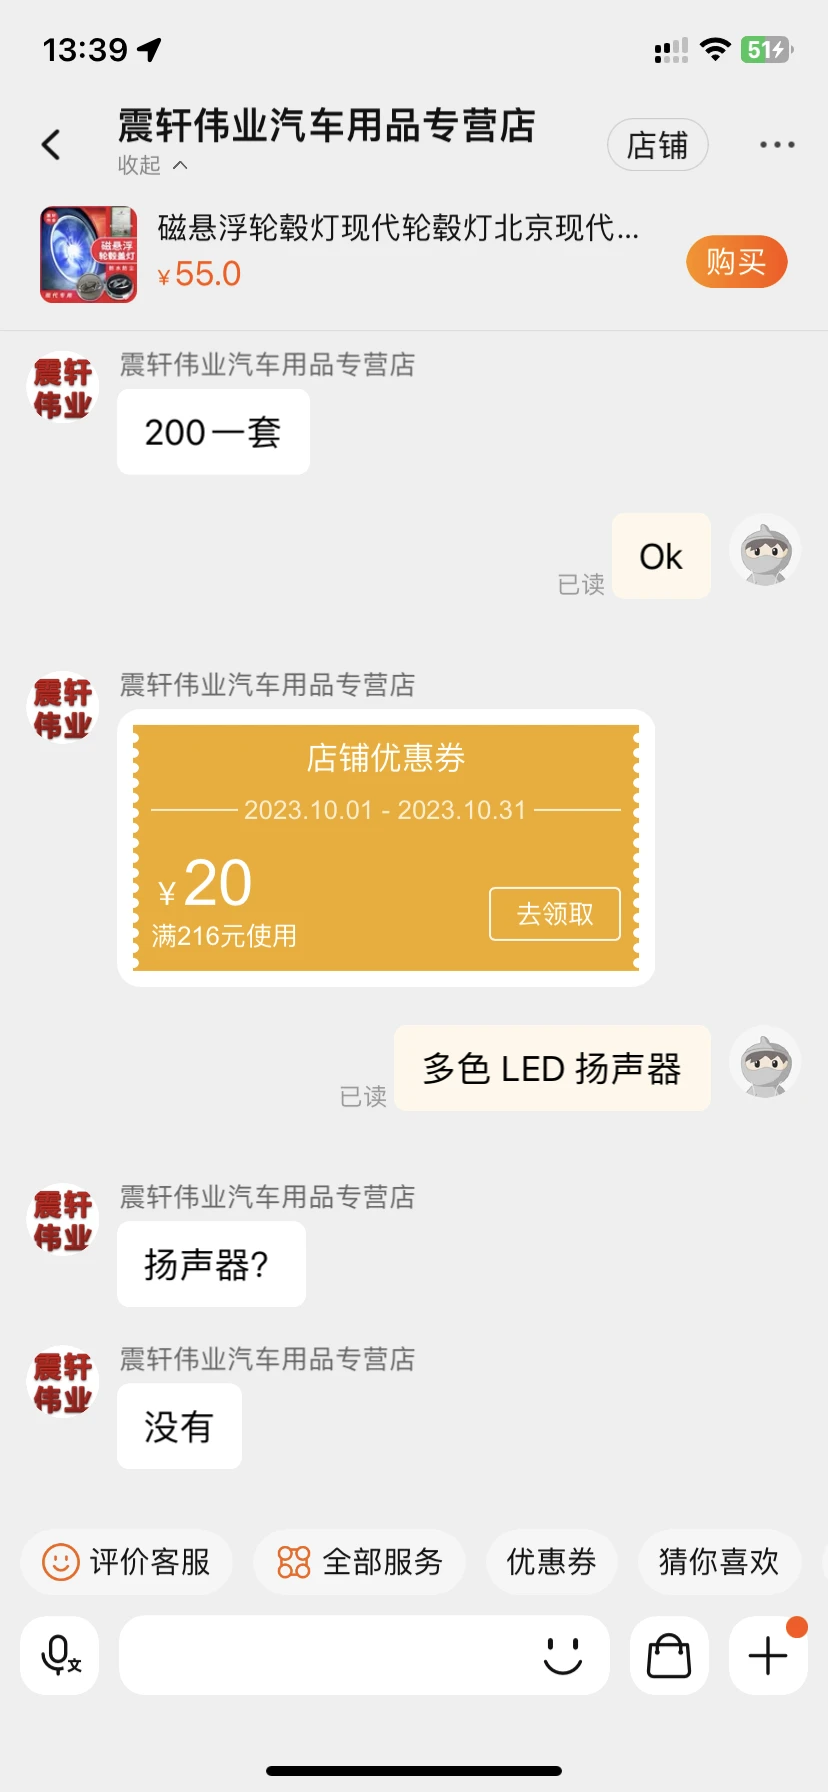 13:39
51
震轩伟业汽车用品专营店
收起
店铺
磁悬浮
轮毂盖灯
磁悬浮轮毂灯现代轮毂灯北京现代...
¥55.0
购买
震轩
伟业
震轩伟业汽车用品专营店
200一套
Ok
已读
震轩
伟业
震轩伟业汽车用品专营店
店铺优惠券
2023.10.01 - 2023.10.31
¥20
满216元使用
去领取
多色 LED 扬声器
已读
震轩
伟业
震轩伟业汽车用品专营店
扬声器?
震轩
伟业
震轩伟业汽车用品专营店
没有
评价客服
全部服务
优惠券
猜你喜欢
文